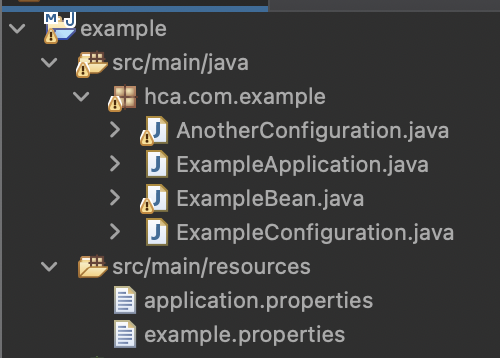 example
src/main/java
hca.com.example
AnotherConfiguration.java
ExampleApplication.java
ExampleBean.java
ExampleConfiguration.java
src/main/resources
application.properties
example.properties